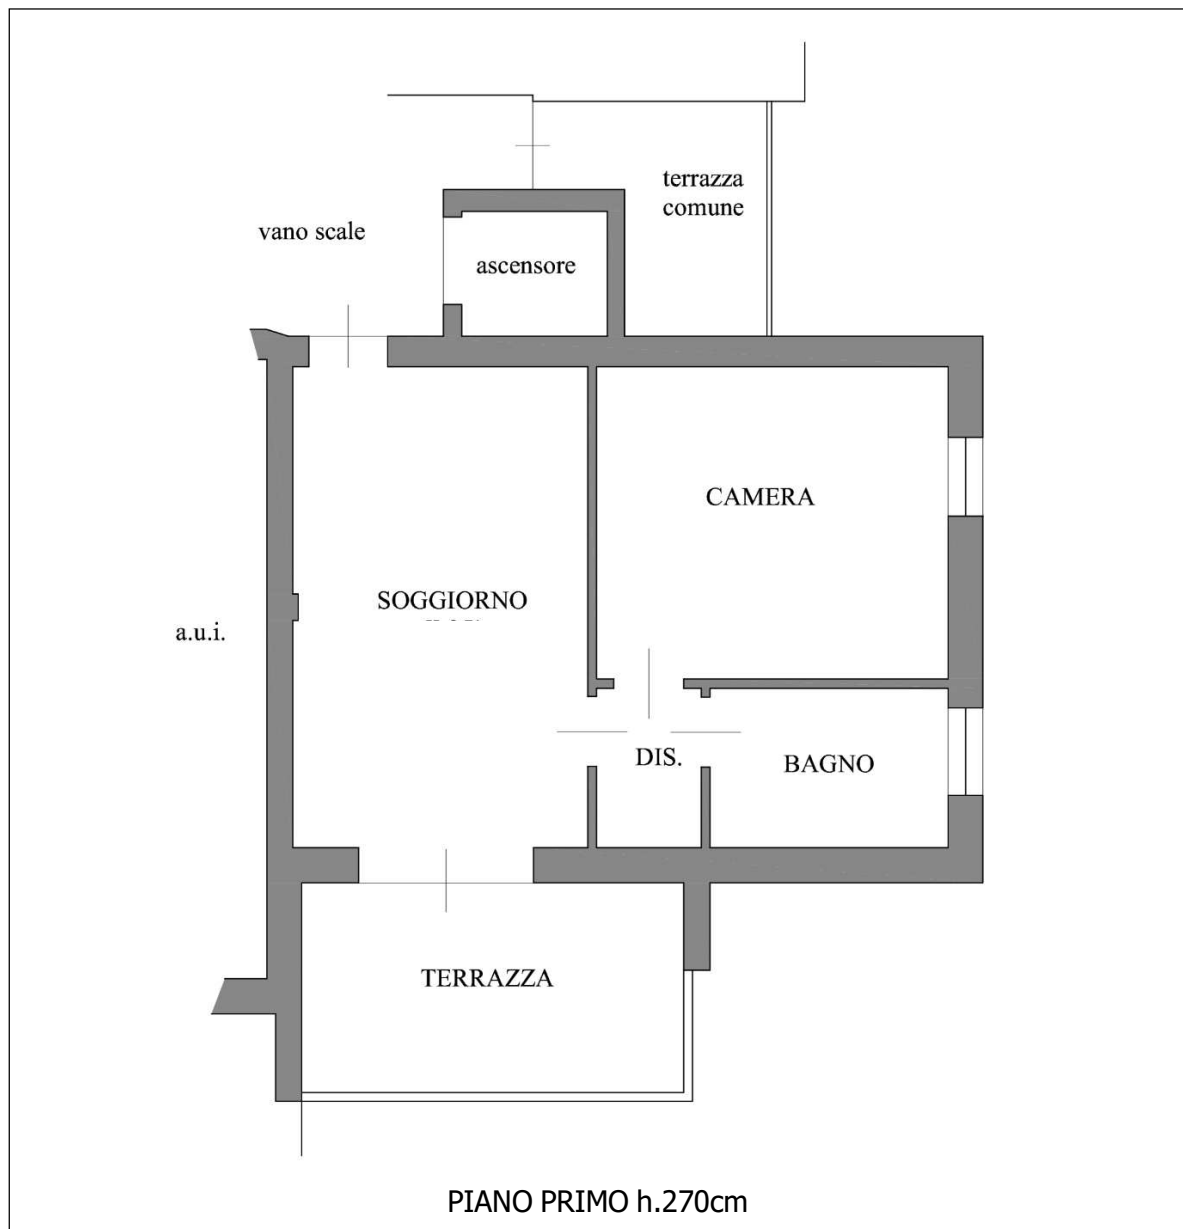 terrazza
comune
vano scale
ascensore
CAMERA
SOGGIORNO
a.u.i.
DIS.
BAGNO
TERRAZZA
PIANO PRIMO h.270cm